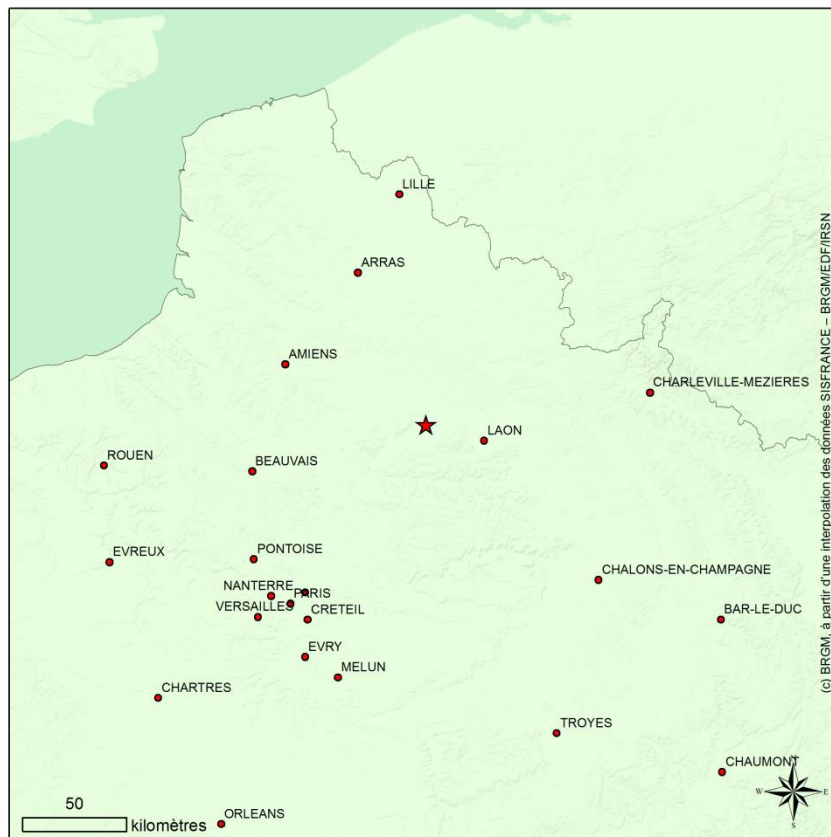 LILLE
ARRAS
AMIENS
CHARLEVILLE-MEZIERES
LAON
ROUEN
BEAUVAIS
EVREUX
PONTOISE
CHALONS-EN-CHAMPAGNE
NANTERRE
PARIS
VERSAILLES
CRETEIL
BAR-LE-DUC
EVRY
MELUN
CHARTRES
TROYES
CHAUMONT
ORLEANS
50
kilomètres
N
W
E
S
(c) BRGM, à partir d'une interpolation des données SISFRANCE – BRGM/EDF/IRSN